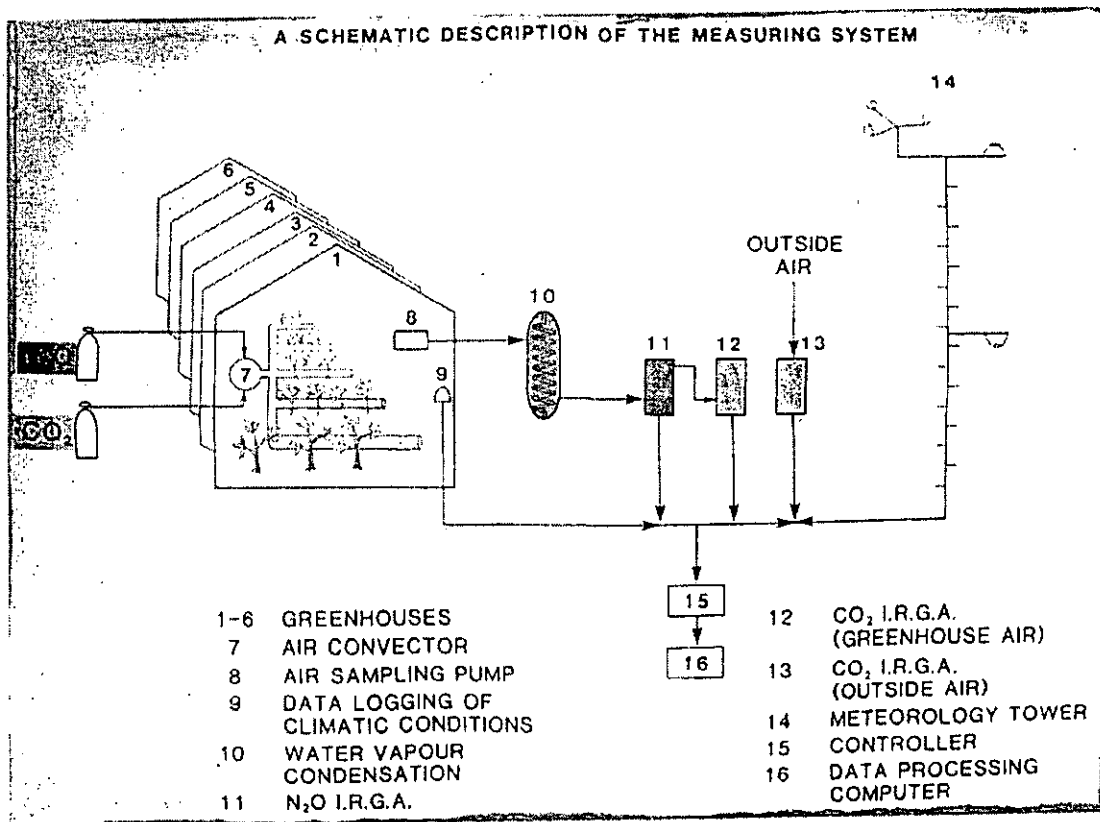 A SCHEMATIC DESCRIPTION OF THE MEASURING SYSTEM
14
6
5
4
3
2
1
OUTSIDE
AIR
10
8
11
12
13
7
9
CO₂
15
16
1-6 GREENHOUSES
7 AIR CONVECTOR
8 AIR SAMPLING PUMP
9 DATA LOGGING OF
CLIMATIC CONDITIONS
10 WATER VAPOUR
CONDENSATION
11 N₂O I.R.G.A.
12 CO₂ I.R.G.A.
(GREENHOUSE AIR)
13 CO₂ I.R.G.A.
(OUTSIDE AIR)
14 METEOROLOGY TOWER
15 CONTROLLER
16 DATA PROCESSING
COMPUTER